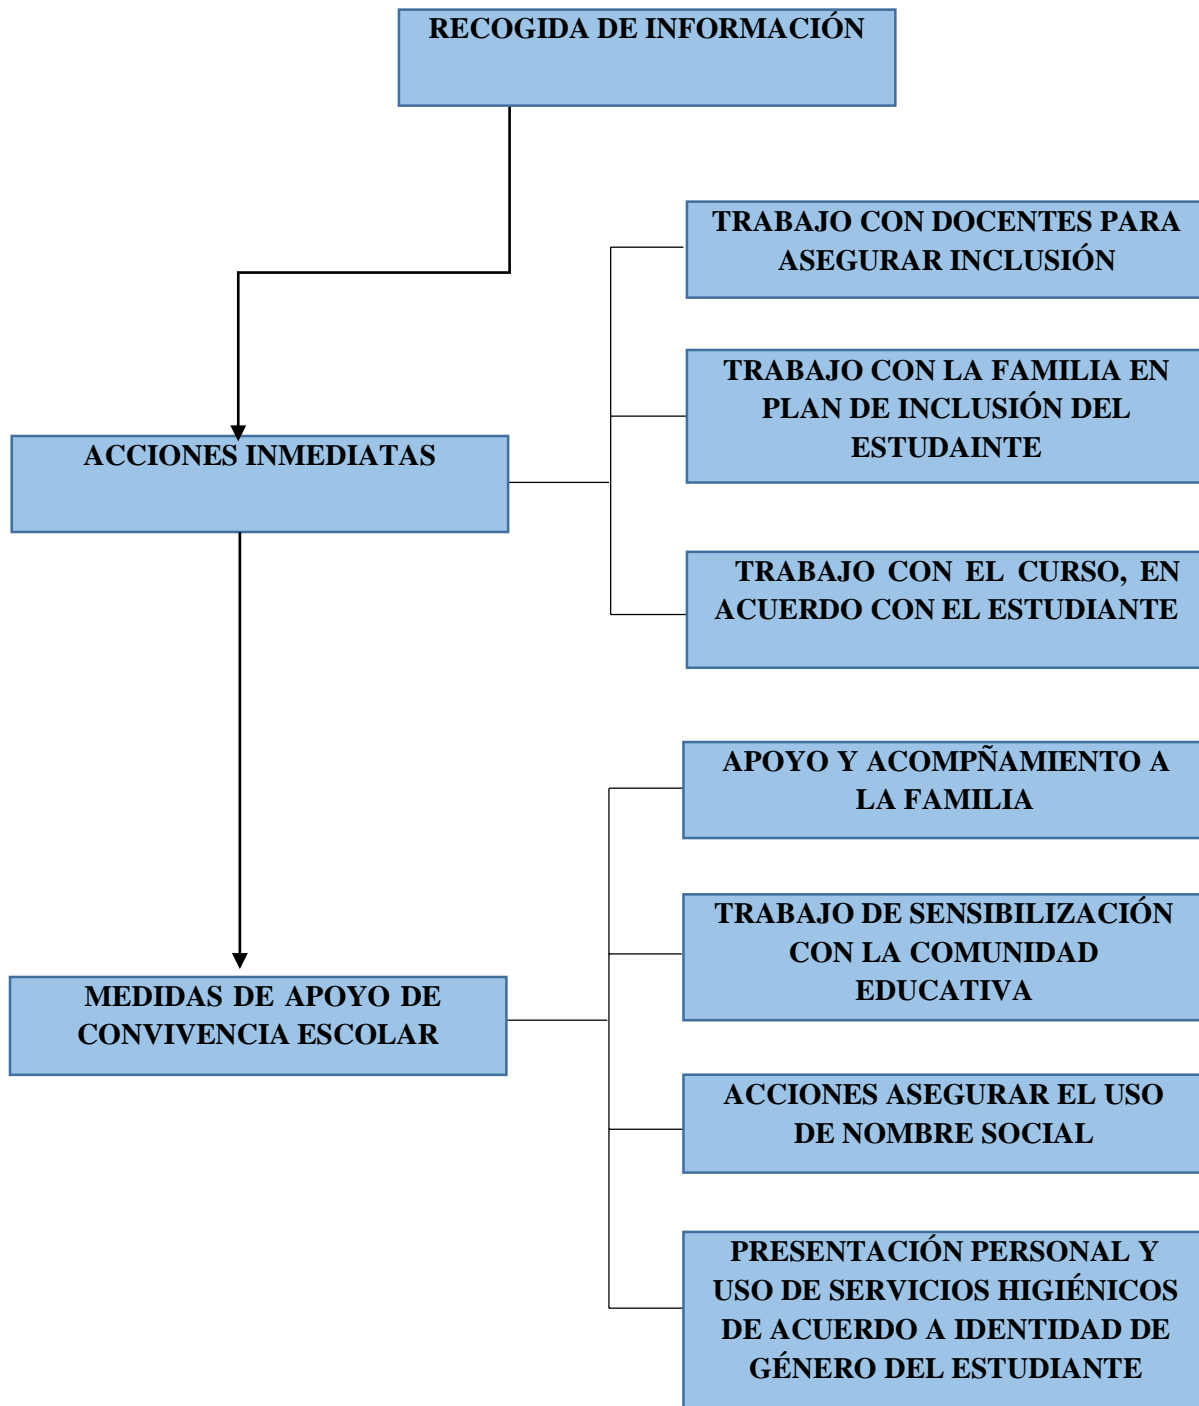 RECOGIDA DE INFORMACIÓN
TRABAJO CON DOCENTES PARA
ASEGURAR INCLUSIÓN
TRABAJO CON LA FAMILIA EN
PLAN DE INCLUSIÓN DEL
ESTUDAINTE
ACCIONES INMEDIATAS
TRABAJO CON EL CURSO, EN
ACUERDO CON EL ESTUDIANTE
APOYO Y ACOMPÑAMIENTO A
LA FAMILIA
TRABAJO DE SENSIBILIZACIÓN
CON LA COMUNIDAD
EDUCATIVA
MEDIDAS DE APOYO DE
CONVIVENCIA ESCOLAR
ACCIONES ASEGURAR EL USO
DE NOMBRE SOCIAL
PRESENTACIÓN PERSONAL Y
USO DE SERVICIOS HIGIÉNICOS
DE ACUERDO A IDENTIDAD DE
GÉNERO DEL ESTUDIANTE